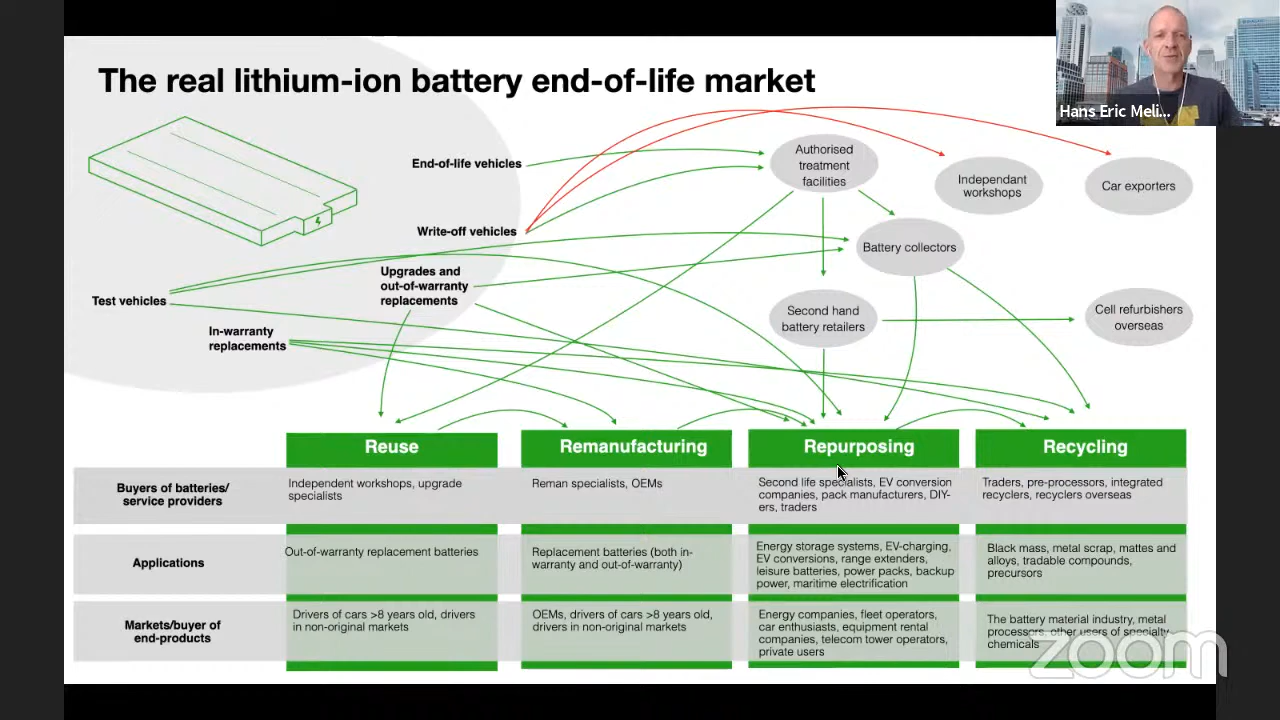 The real lithium-ion battery end-of-life market
Hans Eric Meli...
End-of-life vehicles
Authorised
treatment
facilities
Independant
workshops
Car exporters
Write-off vehicles
Battery collectors
Upgrades and
out-of-warranty
replacements
Test vehicles
In-warranty
replacements
Second hand
battery retailers
Cell refurbishers
overseas
Reuse
Remanufacturing
Repurposing
Recycling
Buyers of batteries/
service providers
Independent workshops, upgrade
specialists
Reman specialists, OEMs
Second life specialists, EV conversion
companies, pack manufacturers, DIY-
ers, traders
Traders, pre-processors, integrated
recyclers, recyclers overseas
Applications
Out-of-warranty replacement batteries
Replacement batteries (both in-
warranty and out-of-warranty)
Energy storage systems, EV-charging,
EV conversions, range extenders,
leisure batteries, power packs, backup
power, maritime electrification
Black mass, metal scrap, mattes and
alloys, tradable compounds,
precursors
Markets/buyer of
end-products
Drivers of cars >8 years old, drivers
in non-original markets
OEMs, drivers of cars >8 years old,
drivers in non-original markets
Energy companies, fleet operators,
car enthusiasts, equipment rental
companies, telecom tower operators,
private users
The battery material industry, metal
processors, other users of specialty
chemicals
zoom